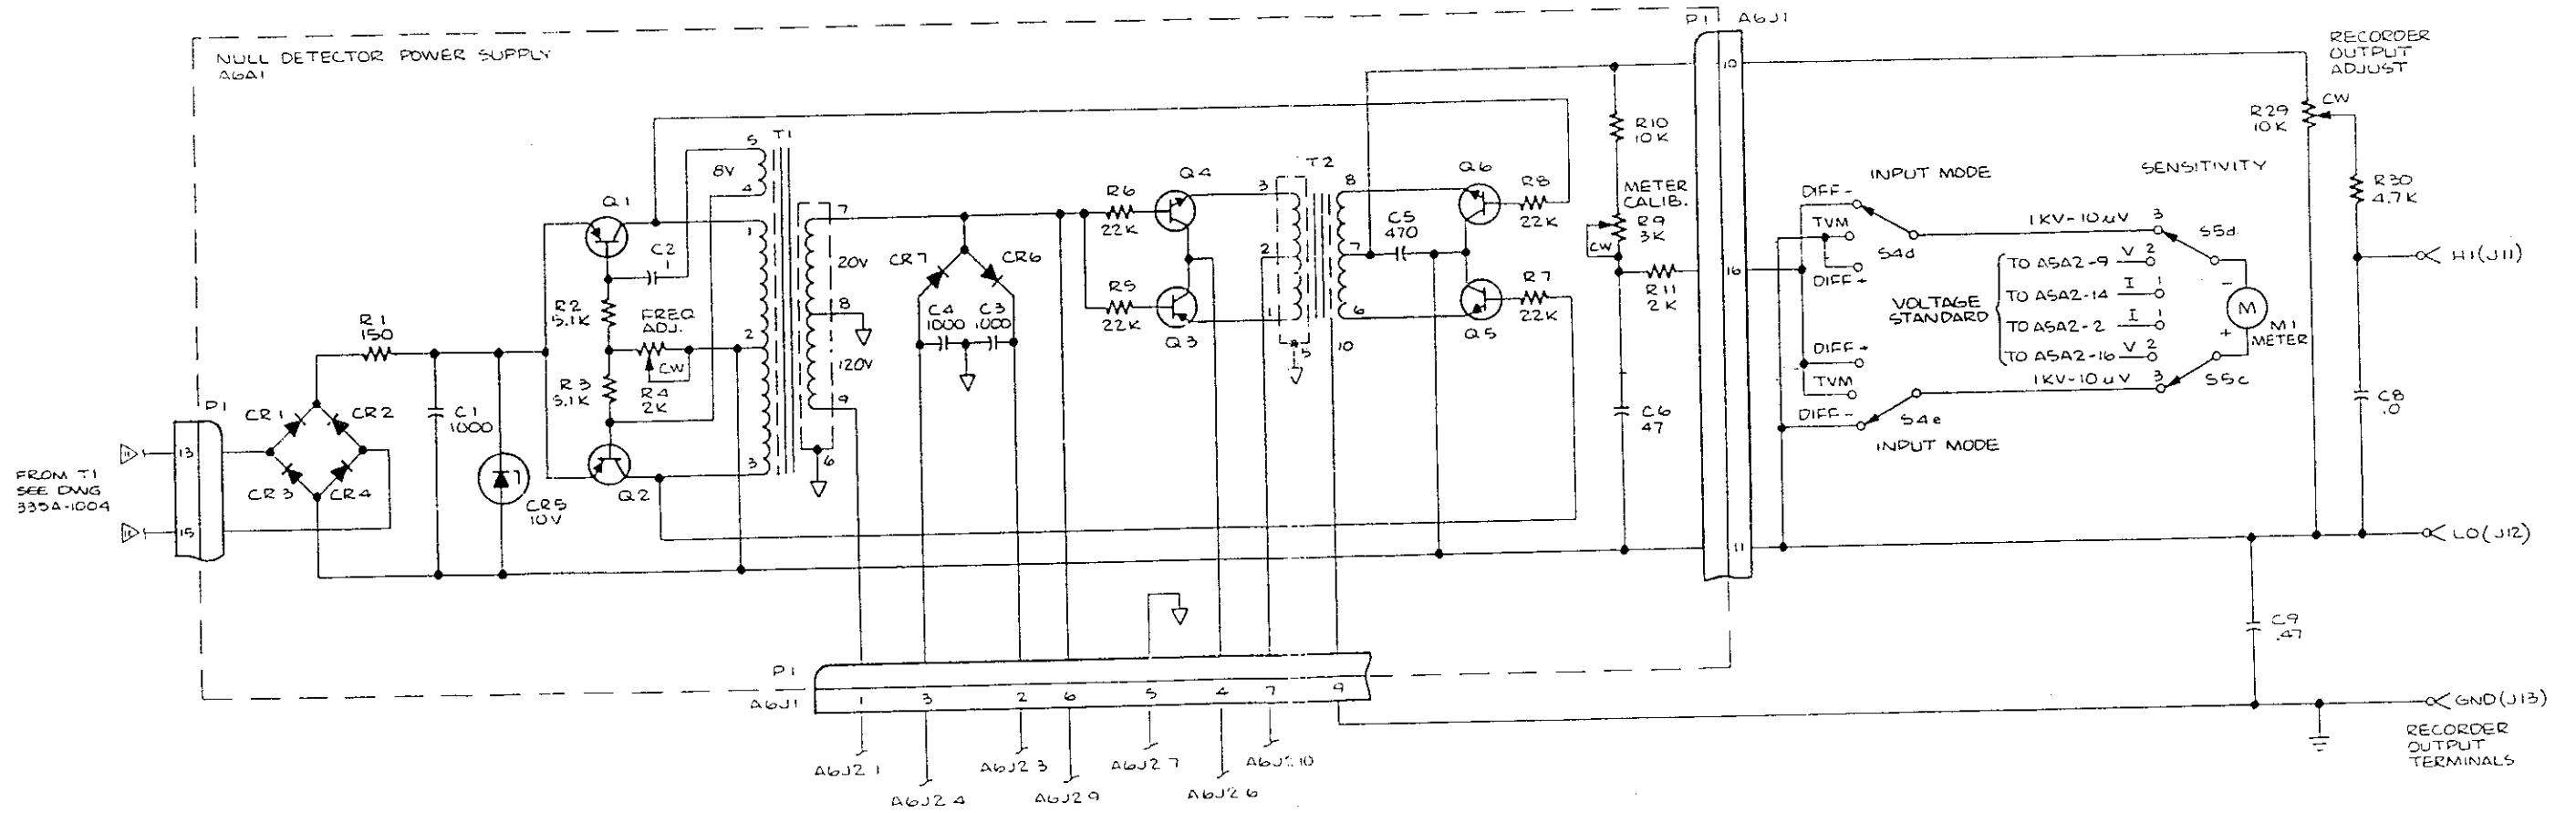 NULL DETECTOR POWER SUPPLY
A6A1
P1
A6J1
RECORDER
OUTPUT
ADJUST
10
CW
R29
10K
R30
4.7K
HI (J11)
C8
LO (J12)
C9
.47
GND (J13)
RECORDER
OUTPUT
TERMINALS
FROM T1
SEE DWG
335A-1004
P1
13
15
CR1
CR2
CR3
CR4
R1
150
C1
1000
CR5
10V
Q1
Q2
C2
1
R2
5.1K
R3
5.1K
FREQ
ADJ.
CW
R4
2K
T1
5
8V
4
1
2
3
7
20V
8
120V
9
6
CR7
CR6
C4
1000
C3
1000
R6
22K
R5
22K
Q4
Q3
T2
3
2
1
5
8
7
6
10
C5
470
Q6
Q5
R8
22K
R7
22K
R10
10K
METER
CALIB.
R9
3K
CW
R11
2K
C6
47
16
11
INPUT MODE
DIFF -
TVM
DIFF +
S4d
DIFF +
TVM
DIFF -
S4e
INPUT MODE
SENSITIVITY
1KV-10uV 3
S5d
VOLTAGE
STANDARD
TO A5A2-9 V 2
TO A5A2-14 I 1
TO A5A2-2 I 1
TO A5A2-16 V 2
1KV-10uV 3
S5c
-
M
+
M1
METER
P1
A6J1
1
3
2
6
5
4
7
9
A6J2 1
A6J2 4
A6J2 3
A6J2 9
A6J2 7
A6J2 6
A6J2 10